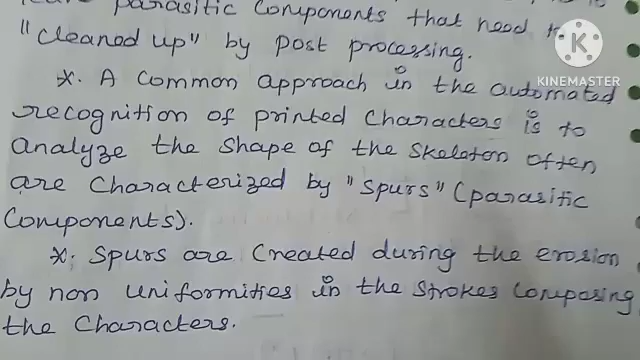 parasitic Components that need to
"cleaned up" by post processing.
*. A Common approach in the automated
recognition of printed characters is to
analyze the shape of the skeleton often
are characterized by "Spurs" (parasitic
Components).
*. Spurs are Created during the erosion
by non uniformities in the strokes Composing
the Characters.
KINEMASTER